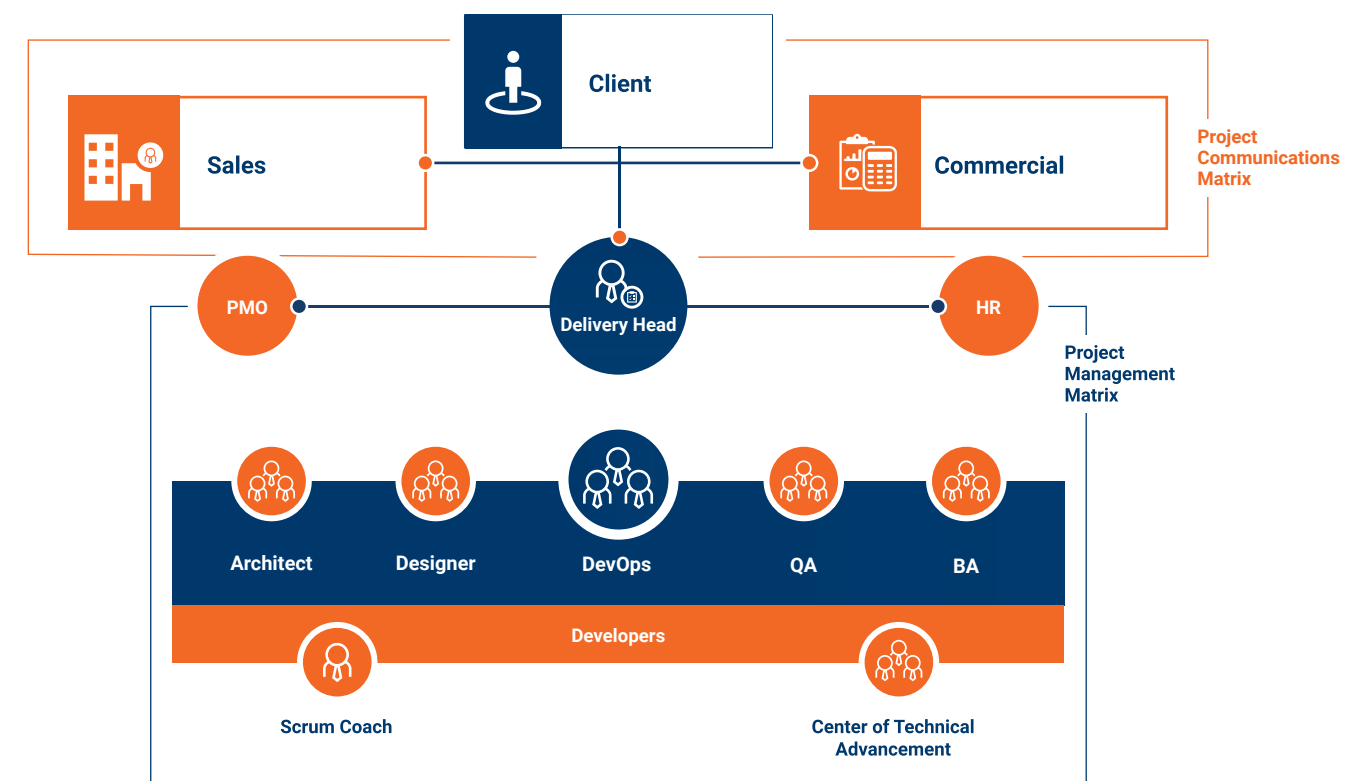 Client
Sales
Commercial
Project
Communications
Matrix
PMO
Delivery Head
HR
Project
Management
Matrix
Architect
Designer
DevOps
QA
BA
Developers
Scrum Coach
Center of Technical
Advancement